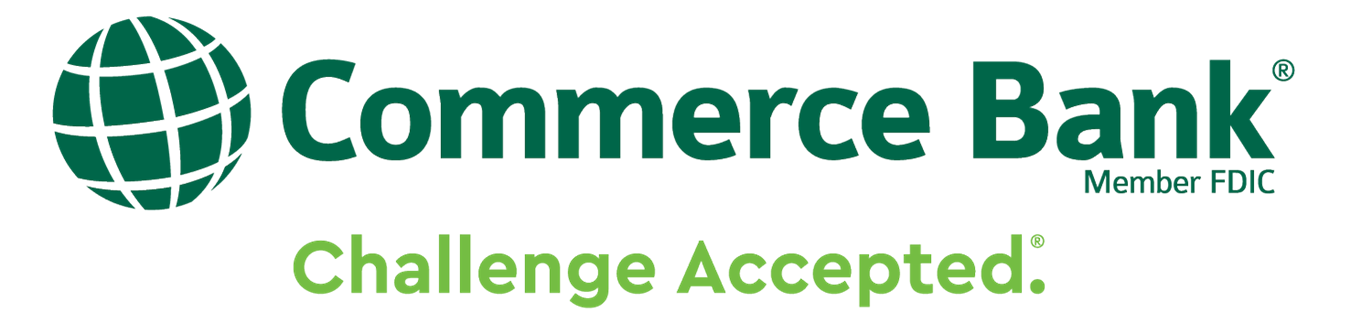 Commerce Bank®
Member FDIC
Challenge Accepted.®